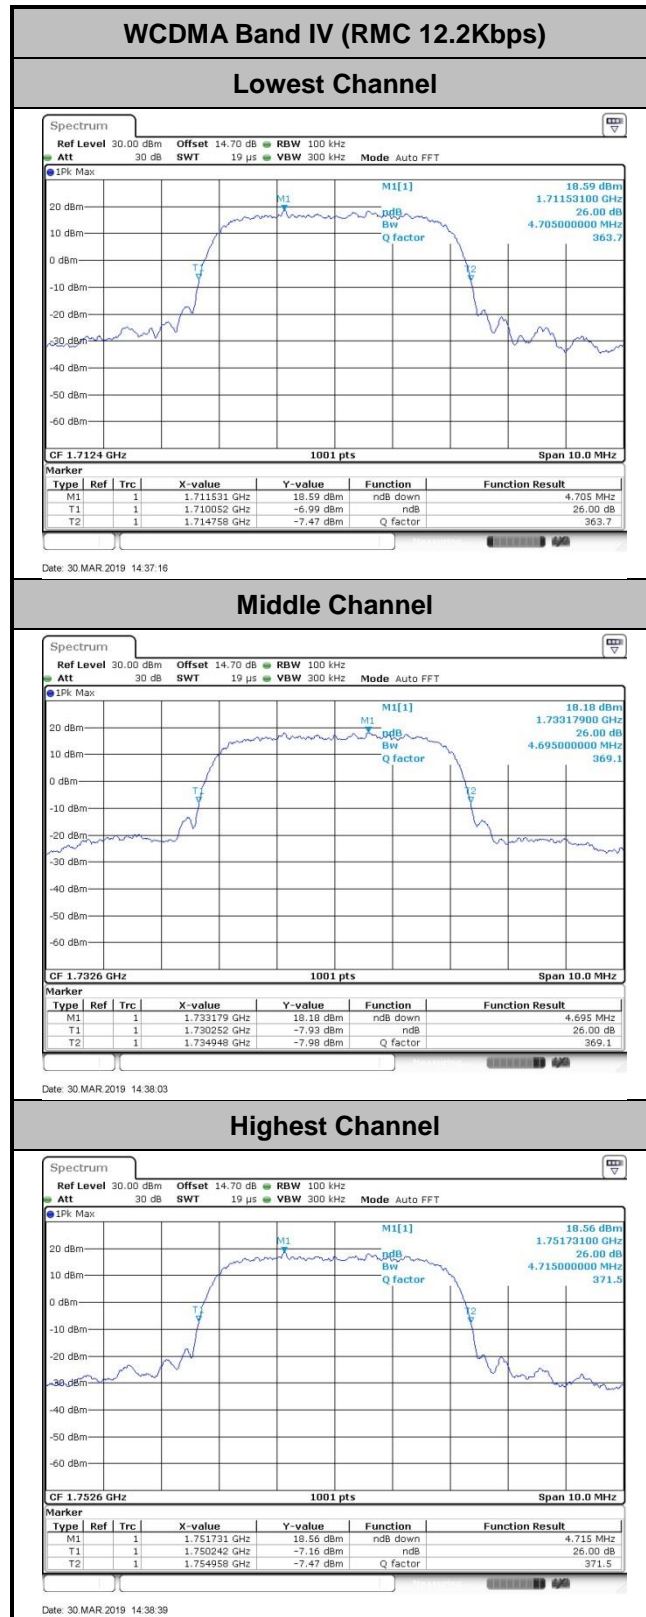 WCDMA Band IV (RMC 12.2Kbps)
Lowest Channel
Spectrum
Ref Level 30.00 dBm Offset 14.70 dB RBW 100 kHz
Att 30 dB SWT 19 µs VBW 300 kHz Mode Auto FFT
1Pk Max
M1[1] 18.59 dBm
1.71153100 GHz
ndB 26.00 dB
Bw 4.705000000 MHz
Q factor 363.7
M1
20 dBm
10 dBm
0 dBm
T1
T2
-10 dBm
-20 dBm
-30 dBm
-40 dBm
-50 dBm
-60 dBm
CF 1.7124 GHz 1001 pts Span 10.0 MHz
Marker
Type Ref Trc X-value Y-value Function Function Result
M1 1 1.711531 GHz 18.59 dBm ndB down 4.705 MHz
T1 1 1.710052 GHz -6.99 dBm ndB 26.00 dB
T2 1 1.714758 GHz -7.47 dBm Q factor 363.7
Date: 30.MAR.2019 14:37:16
Middle Channel
Spectrum
Ref Level 30.00 dBm Offset 14.70 dB RBW 100 kHz
Att 30 dB SWT 19 µs VBW 300 kHz Mode Auto FFT
1Pk Max
M1[1] 18.18 dBm
1.73317900 GHz
ndB 26.00 dB
Bw 4.695000000 MHz
Q factor 369.1
M1
20 dBm
10 dBm
0 dBm
T1
T2
-10 dBm
-20 dBm
-30 dBm
-40 dBm
-50 dBm
-60 dBm
CF 1.7326 GHz 1001 pts Span 10.0 MHz
Marker
Type Ref Trc X-value Y-value Function Function Result
M1 1 1.733179 GHz 18.18 dBm ndB down 4.695 MHz
T1 1 1.730252 GHz -7.93 dBm ndB 26.00 dB
T2 1 1.734948 GHz -7.98 dBm Q factor 369.1
Date: 30.MAR.2019 14:38:03
Highest Channel
Spectrum
Ref Level 30.00 dBm Offset 14.70 dB RBW 100 kHz
Att 30 dB SWT 19 µs VBW 300 kHz Mode Auto FFT
1Pk Max
M1[1] 18.56 dBm
1.75173100 GHz
ndB 26.00 dB
Bw 4.715000000 MHz
Q factor 371.5
M1
20 dBm
10 dBm
0 dBm
T1
T2
-10 dBm
-20 dBm
-30 dBm
-40 dBm
-50 dBm
-60 dBm
CF 1.7526 GHz 1001 pts Span 10.0 MHz
Marker
Type Ref Trc X-value Y-value Function Function Result
M1 1 1.751731 GHz 18.56 dBm ndB down 4.715 MHz
T1 1 1.750242 GHz -7.16 dBm ndB 26.00 dB
T2 1 1.754958 GHz -7.47 dBm Q factor 371.5
Date: 30.MAR.2019 14:38:39